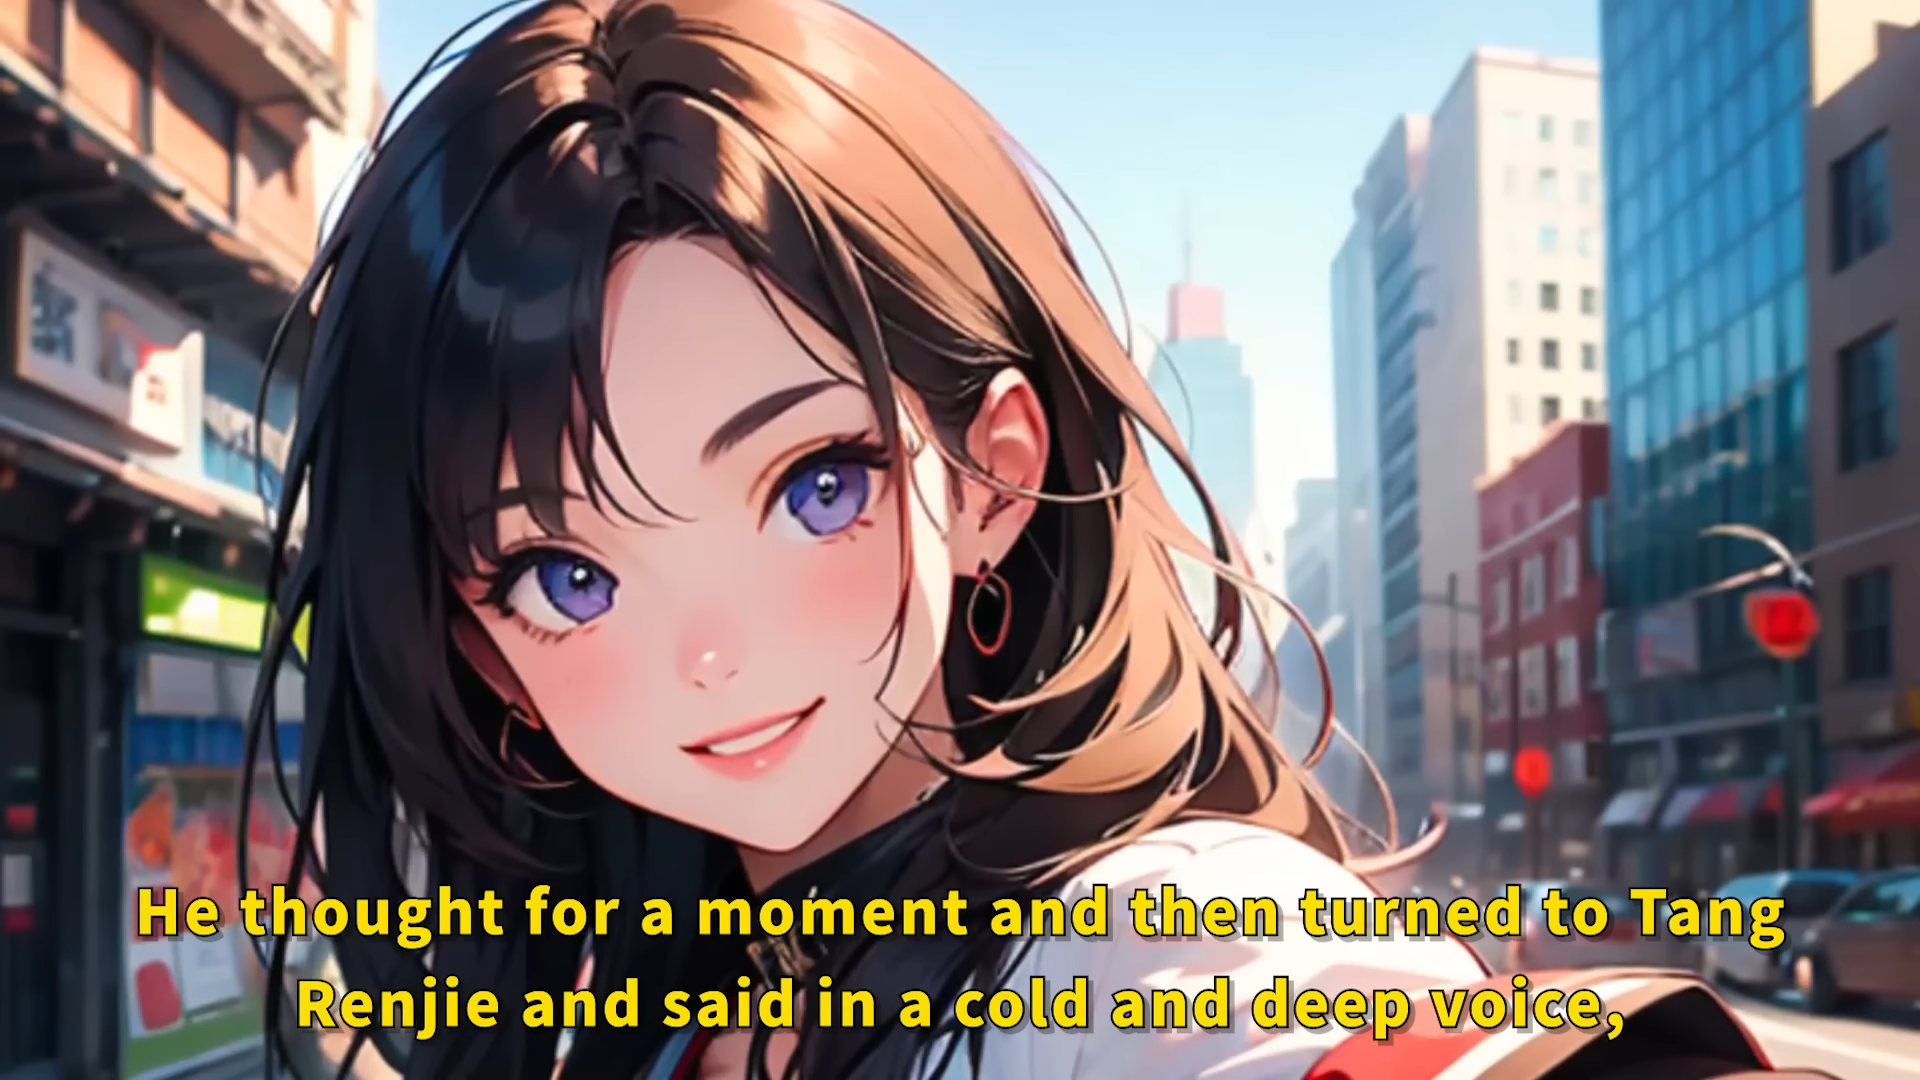 He thought for a moment and then turned to Tang
Renjie and said in a cold and deep voice,